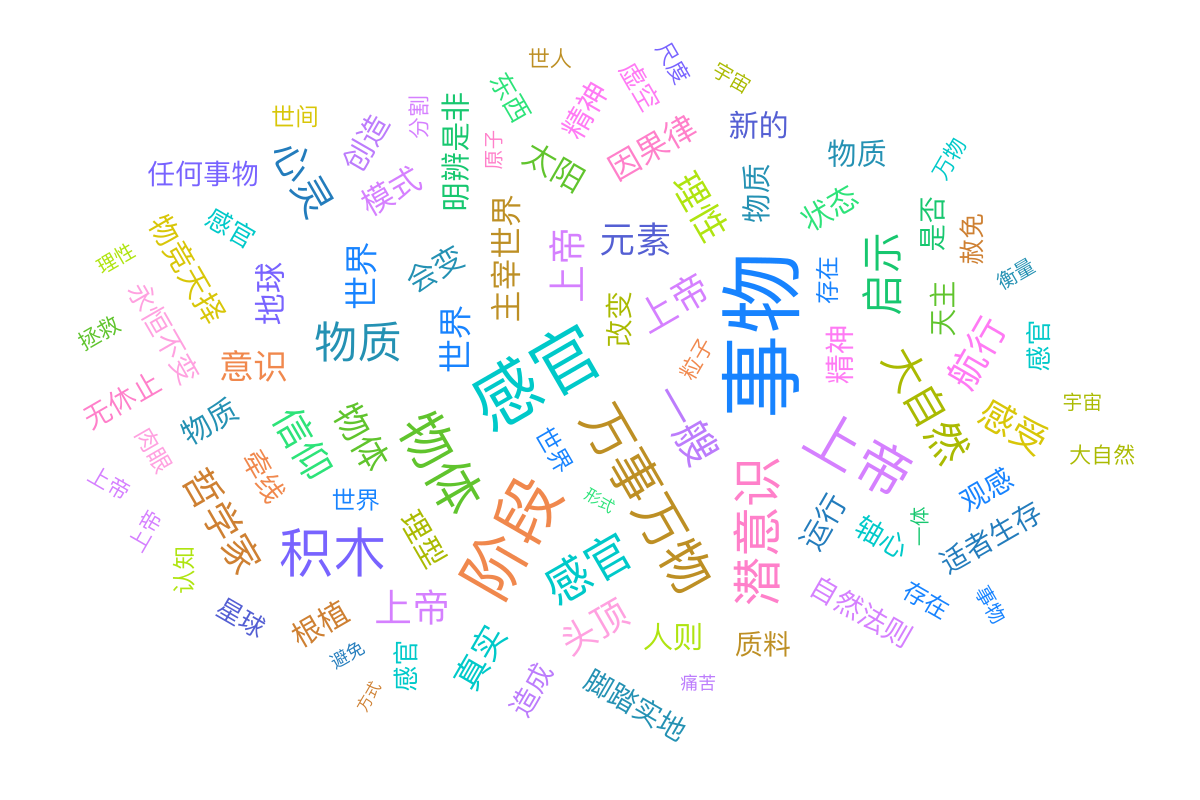 世人
尺度
宇宙
虚空
东西
精神
分割
世间
创造
明辨是非
原子
太阳
因果律
新的
物质
万物
任何事物
心灵
模式
理性
物质
状态
是否
赦免
感官
物竞天择
理性
主宰世界
上帝
元素
世界
会变
地球
存在
启示
衡量
天主
永恒不变
拯救
意识
物质
世界
改变
上帝
事物
感官
粒子
精神
航行
感官
大自然
无休止
肉眼
物质
信仰
物体
物体
世界
万事万物
一艘
上帝
感受
宇宙
大自然
上帝
上帝
哲学家
牵线
世界
理型
阶段
形式
潜意识
运行
轴心
一体
观感
适者生存
积木
认知
感官
星球
根植
上帝
头顶
人则
质料
自然法则
存在
事物
避免
方式
感官
真实
造成
脚踏实地
痛苦